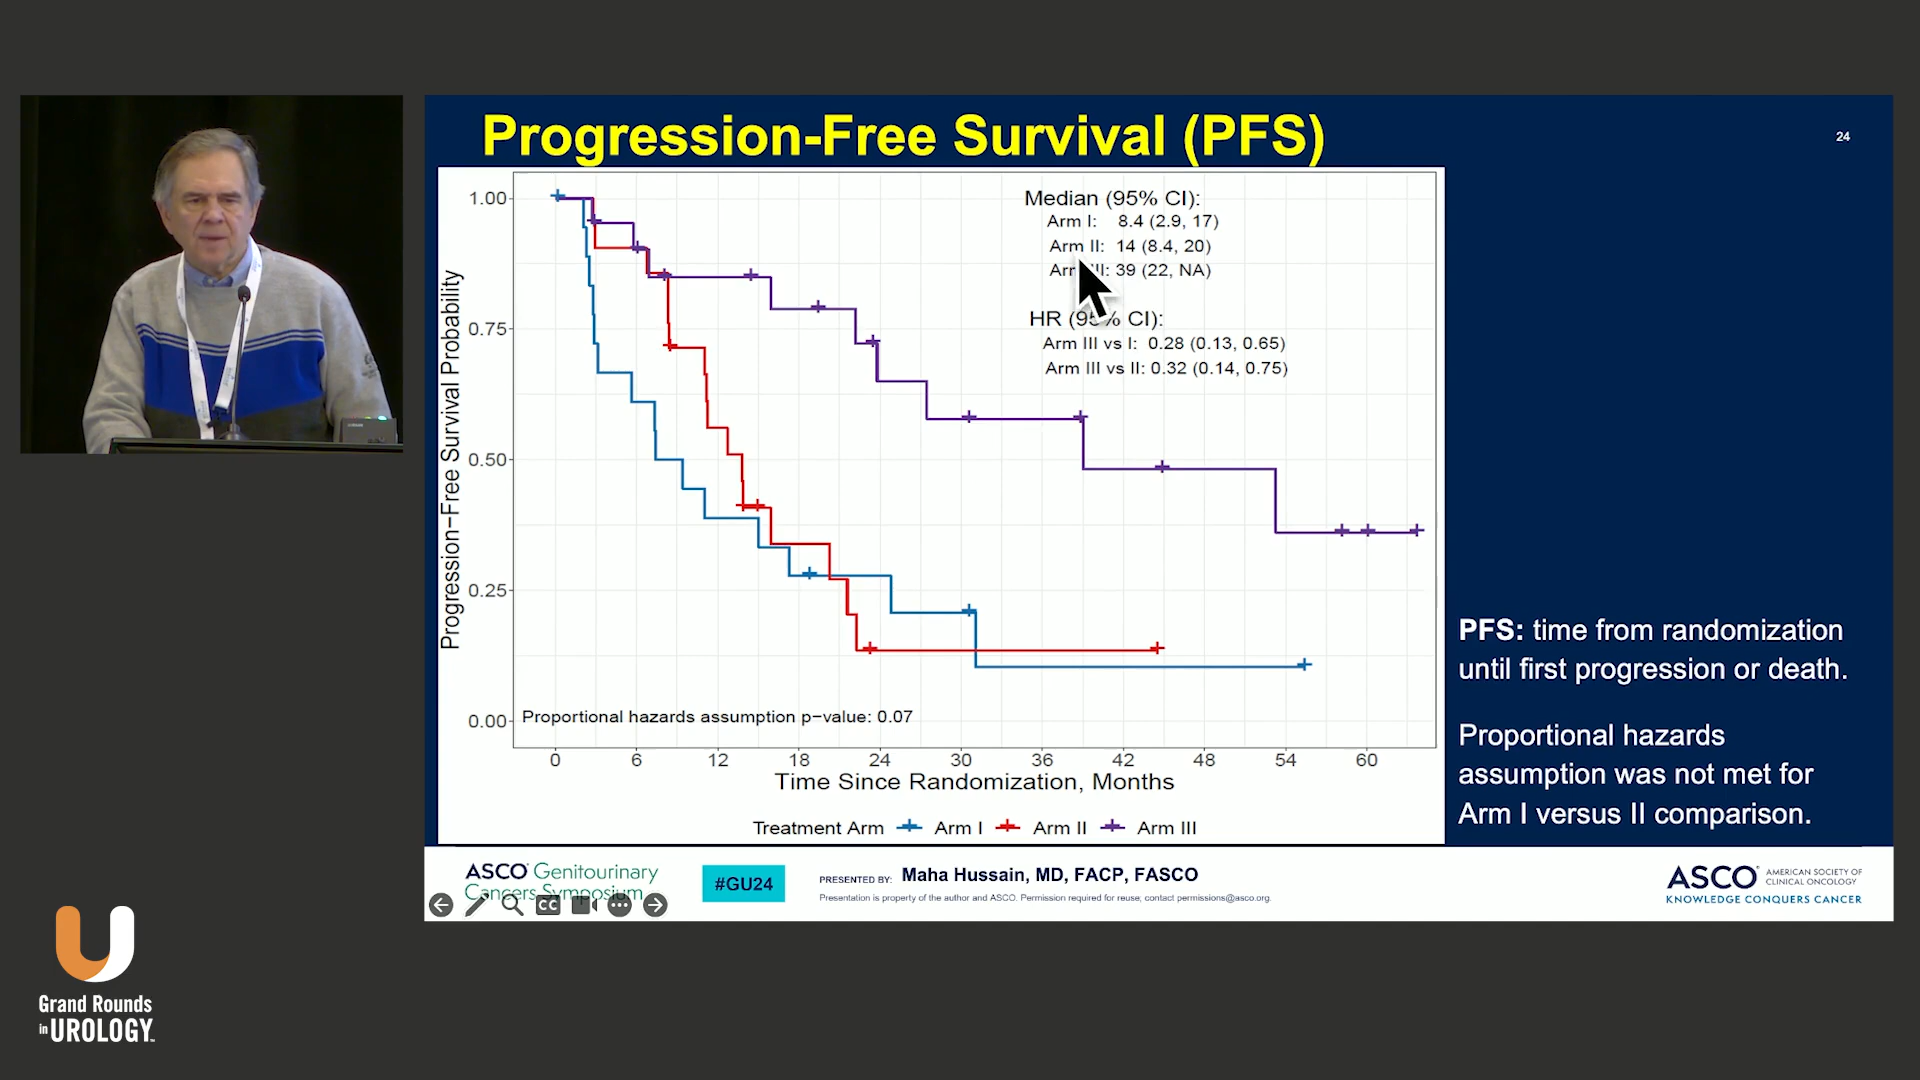 Progression-Free Survival (PFS)
24
Progression−Free Survival Probability
1.00
0.75
0.50
0.25
0.00
Median (95% CI):
Arm I: 8.4 (2.9, 17)
Arm II: 14 (8.4, 20)
Arm III: 39 (22, NA)
HR (95% CI):
Arm III vs I: 0.28 (0.13, 0.65)
Arm III vs II: 0.32 (0.14, 0.75)
Proportional hazards assumption p−value: 0.07
0 6 12 18 24 30 36 42 48 54 60
Time Since Randomization, Months
Treatment Arm Arm I Arm II Arm III
PFS: time from randomization
until first progression or death.
Proportional hazards
assumption was not met for
Arm I versus II comparison.
ASCO Genitourinary
Cancers Symposium
#GU24
PRESENTED BY: Maha Hussain, MD, FACP, FASCO
Presentation is property of the author and ASCO. Permission required for reuse; contact permissions@asco.org.
ASCO AMERICAN SOCIETY OF
CLINICAL ONCOLOGY
KNOWLEDGE CONQUERS CANCER
CC
Grand Rounds
in UROLOGY™